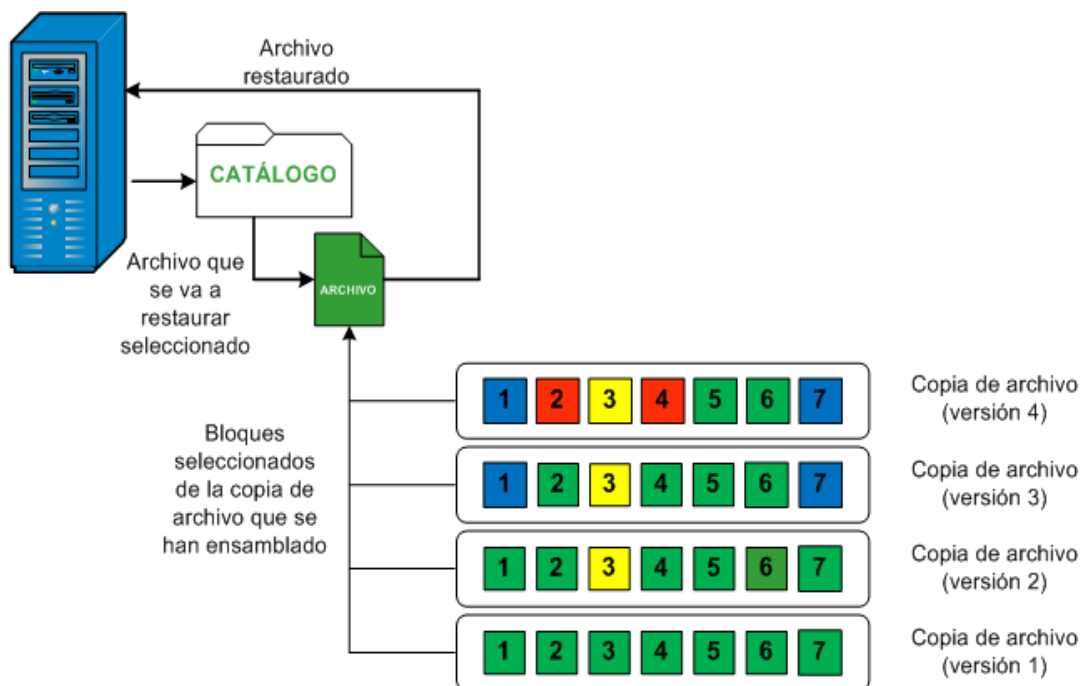 Archivo
restaurado
CATÁLOGO
Archivo que
se va a
restaurar
seleccionado
ARCHIVO
Bloques
seleccionados
de la copia de
archivo que se
han ensamblado
1 2 3 4 5 6 7
Copia de archivo
(versión 4)
1 2 3 4 5 6 7
Copia de archivo
(versión 3)
1 2 3 4 5 6 7
Copia de archivo
(versión 2)
1 2 3 4 5 6 7
Copia de archivo
(versión 1)